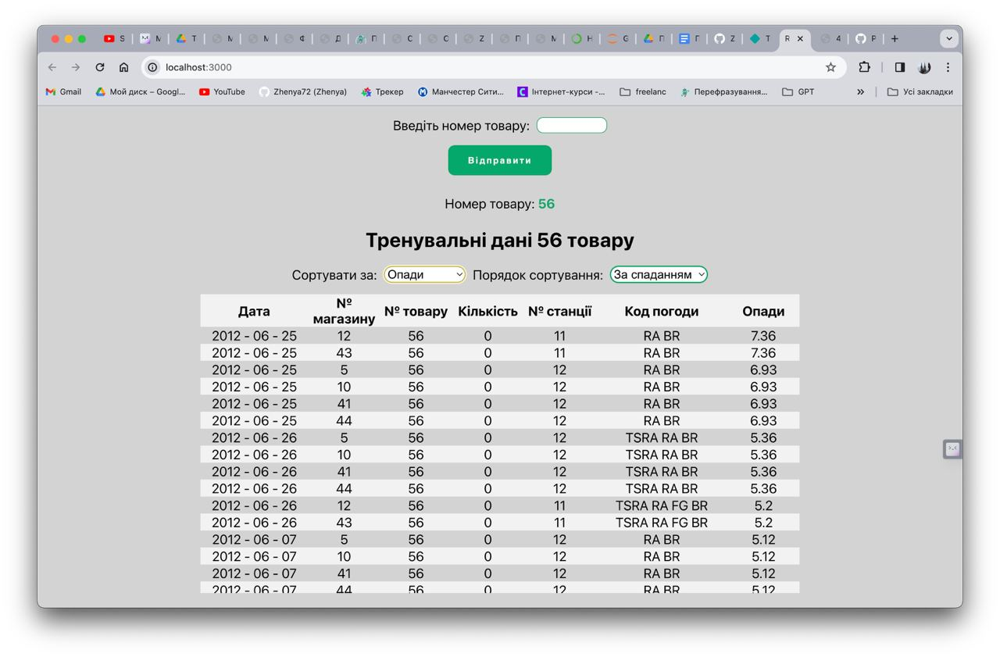 S M T M M Ф Д П C C Z П M H G П П Z T R 4 P
localhost:3000
Gmail Мой диск – Googl... YouTube Zhenya72 (Zhenya) Трекер Манчестер Сити... Інтернет-курси -... freelanc Перефразування... GPT » Усі закладки
Введіть номер товару:
Відправити
Номер товару: 56
Тренувальні дані 56 товару
Сортувати за: Опади Порядок сортування: За спаданням
Дата № магазину № товару Кількість № станції Код погоди Опади
2012 - 06 - 25 12 56 0 11 RA BR 7.36
2012 - 06 - 25 43 56 0 11 RA BR 7.36
2012 - 06 - 25 5 56 0 12 RA BR 6.93
2012 - 06 - 25 10 56 0 12 RA BR 6.93
2012 - 06 - 25 41 56 0 12 RA BR 6.93
2012 - 06 - 25 44 56 0 12 RA BR 6.93
2012 - 06 - 26 5 56 0 12 TSRA RA BR 5.36
2012 - 06 - 26 10 56 0 12 TSRA RA BR 5.36
2012 - 06 - 26 41 56 0 12 TSRA RA BR 5.36
2012 - 06 - 26 44 56 0 12 TSRA RA BR 5.36
2012 - 06 - 26 12 56 0 11 TSRA RA FG BR 5.2
2012 - 06 - 26 43 56 0 11 TSRA RA FG BR 5.2
2012 - 06 - 07 5 56 0 12 RA BR 5.12
2012 - 06 - 07 10 56 0 12 RA BR 5.12
2012 - 06 - 07 41 56 0 12 RA BR 5.12
2012 - 06 - 07 44 56 0 12 RA BR 5.12